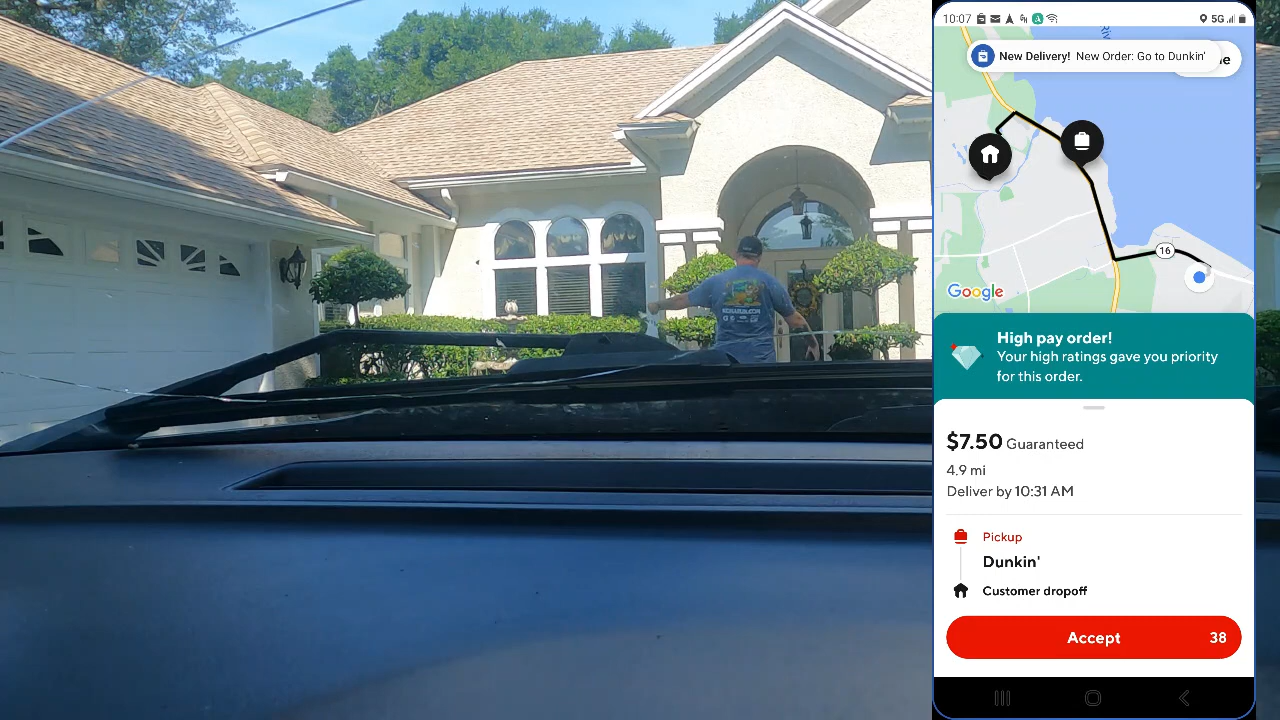 10:07
5G
New Delivery! New Order: Go to Dunkin'
16
Google
High pay order!
Your high ratings gave you priority
for this order.
$7.50 Guaranteed
4.9 mi
Deliver by 10:31 AM
Pickup
Dunkin'
Customer dropoff
Accept 38